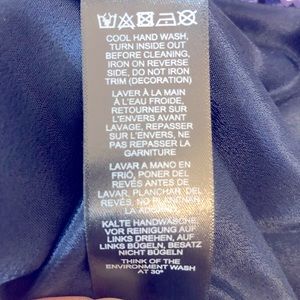 COOL HAND WASH,
TURN INSIDE OUT
BEFORE CLEANING,
IRON ON REVERSE
SIDE, DO NOT IRON
TRIM (DECORATION)
LAVER À LA MAIN
À L'EAU FROIDE,
RETOURNER SUR
L'ENVERS AVANT
LAVAGE, REPASSER
SUR L'ENVERS, NE
PAS REPASSER LA
GARNITURE
LAVAR A MANO EN
FRIÓ, PONER DEL
REVÉS ANTES DE
LAVAR, PLANCHAR DEL
REVÉS, NO PLANCHAR
LA
KALTE HANDWÄSCHE
VOR REINIGUNG AUF
LINKS DREHEN, AUF
LINKS BÜGELN, BESATZ
NICHT BÜGELN
THINK OF THE
ENVIRONMENT WASH
AT 30°